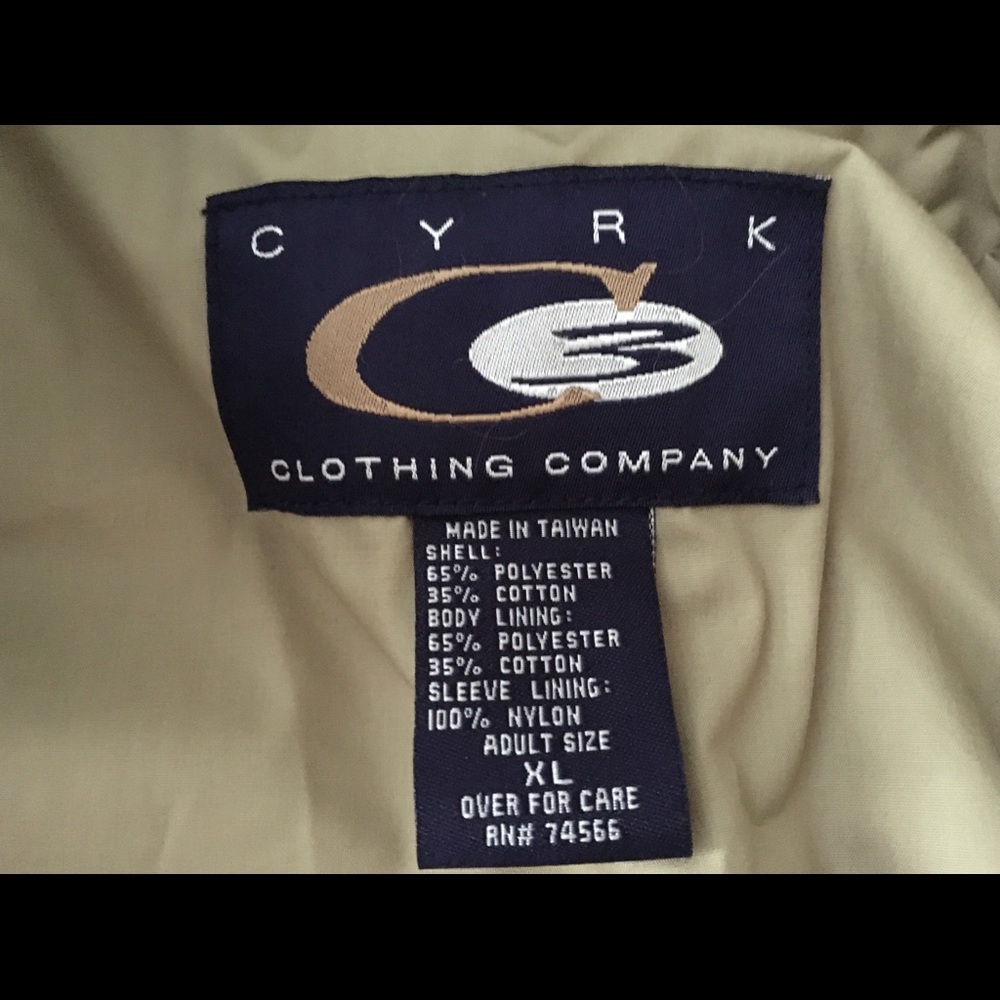 CYRK
CLOTHING COMPANY
MADE IN TAIWAN
SHELL:
65% POLYESTER
35% COTTON
BODY LINING:
65% POLYESTER
35% COTTON
SLEEVE LINING:
100% NYLON
ADULT SIZE
XL
OVER FOR CARE
RN# 74566